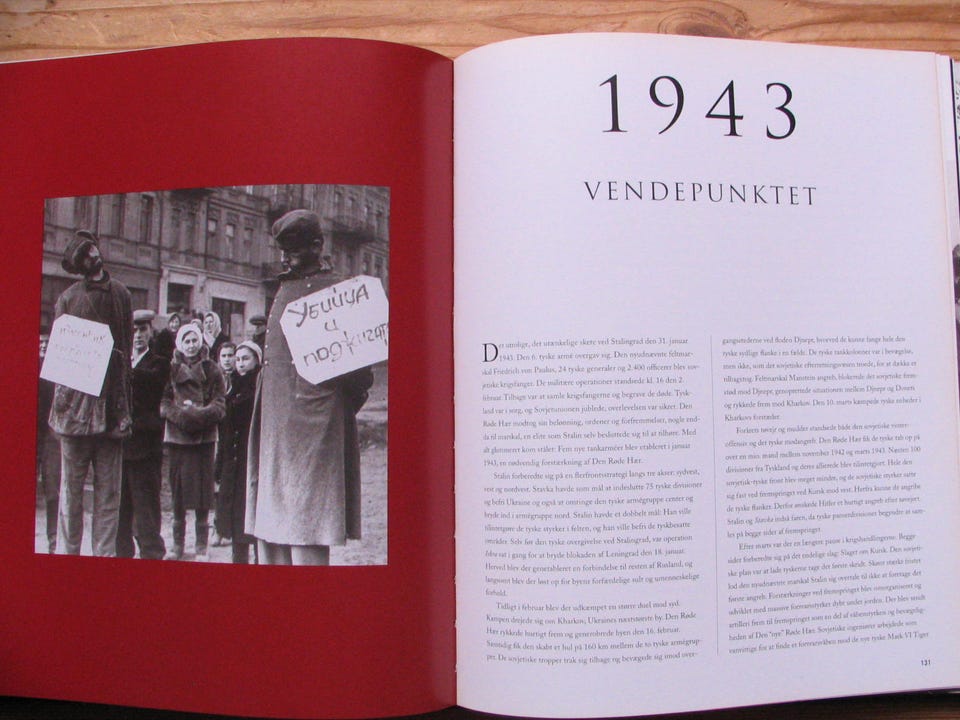 УБИЙЦА
И
ПОДЖИГАТ
1943
VENDEPUNKTET
Det utrolige, det utænkelige skete ved Stalingrad den 31. januar
1943. Den 6. tyske armé overgav sig. Den nyudnævnte feltmar-
skal Friedrich von Paulus, 24 tyske generaler og 2.400 officerer blev sov-
jetiske krigsfanger. De militære operationer standsede kl. 16 den 2.
februar. Tilbage var at samle krigsfangerne og begrave de døde. Tysk-
land var i sorg, og Sovjetunionen jublede, overlevelsen var sikret. Den
Røde Hær modtog sin belønning, ordener og forfremmelser, nogle end-
da til marskal, en elite som Stalin selv besluttede sig til at tilhøre. Med
alt glimmeret kom stålet: Fem nye tankarméer blev etableret i januar
1943, en nødvendig forstærkning af Den Røde Hær.
Stalin forberedte sig på en flerfrontsstrategi langs tre akser: sydvest,
vest og nordvest. Stavka havde som mål at indeslutte 75 tyske divisioner
og befri Ukraine og også at omringe den tyske armégruppe center og
bryde ind i armégruppe nord. Stalin havde et dobbelt mål: Han ville
tilintetgøre de tyske styrker i felten, og han ville befri de tyskbesatte
områder. Selv før den tyske overgivelse ved Stalingrad, var operation
Iskra sat i gang for at bryde blokaden af Leningrad den 18. januar.
Herved blev der genetableret en forbindelse til resten af Rusland, og
langsomt blev der løst op for byens forfærdelige sult og umenneskelige
forhold.
Tidligt i februar blev der udkæmpet en større duel mod syd.
Kampen drejede sig om Kharkov, Ukraines næststørste by. Den Røde
Hær rykkede hurtigt frem og generobrede byen den 16. februar.
Samtidig fik den skabt et hul på 160 km mellem de to tyske armégrup-
per. De sovjetiske tropper trak sig tilbage og bevægede sig imod over-
gangsstederne ved floden Djnepr, hvorved de kunne fange hele den
tyske sydlige flanke i en fælde. De tyske tankkolonner var i bevægelse,
men ikke, som det sovjetiske efterretningsvæsen troede, for at dække et
tilbagetog. Feltmarskal Manstein angreb, blokerede det sovjetiske frem-
stød mod Djnepr, genoprettede situationen mellem Djnepr og Donets
og rykkede frem mod Kharkov. Den 10. marts kæmpede tyske enheder i
Kharkovs forstæder.
Forårets tøvejr og mudder standsede både den sovjetiske vinter-
offensiv og det tyske modangreb. Den Røde Hær fik de tyske tab op på
over en mio. mand mellem november 1942 og marts 1943. Næsten 100
divisioner fra Tyskland og deres allierede blev tilintetgjort. Hele den
sovjetisk-tyske front blev meget mindre, og de sovjetiske styrker satte
sig fast ved fremspringet ved Kursk mod vest. Herfra kunne de angribe
de tyske flanker. Derfor ønskede Hitler et hurtigt angreb efter tøvejret.
Stalin og Stavka indså faren, da tyske panserdivisioner begyndte at sam-
les på begge sider af fremspringet.
Efter marts var der en længere pause i krigshandlingerne. Begge
sider forberedte sig på det endelige slag: Slaget om Kursk. Den sovjeti-
ske plan var at lade tyskerne tage det første skridt. Skønt stærkt fristet
lod den nyudnævnte marskal Stalin sig overtale til ikke at foretage det
første angreb. Forstærkninger ved fremspringet blev omorganiseret og
udviklet med massive forsvarsstyrker dybt under jorden. Der blev sendt
artilleri frem til fremspringet som en del af våbenstyrken og bevægelig-
heden af Den "nye" Røde Hær. Sovjetiske ingeniører arbejdede som
vanvittige for at finde et forsvarsvåben mod de nye tyske Mark VI Tiger
131